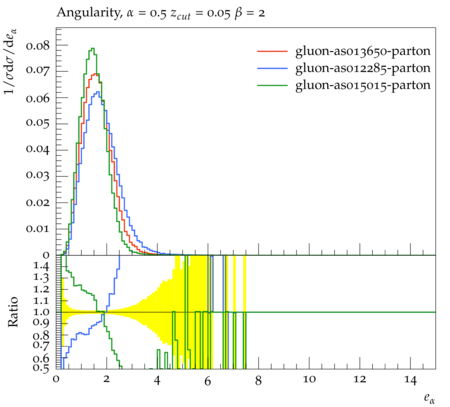 Angularity, α = 0.5 z_cut = 0.05 β = 2
1/σdσ/de_α
0.08
0.07
0.06
0.05
0.04
0.03
0.02
0.01
0
gluon-as013650-parton
gluon-as012285-parton
gluon-as015015-parton
Ratio
1.4
1.3
1.2
1.1
1.0
0.9
0.8
0.7
0.6
0.5
0 2 4 6 8 10 12 14
e_α